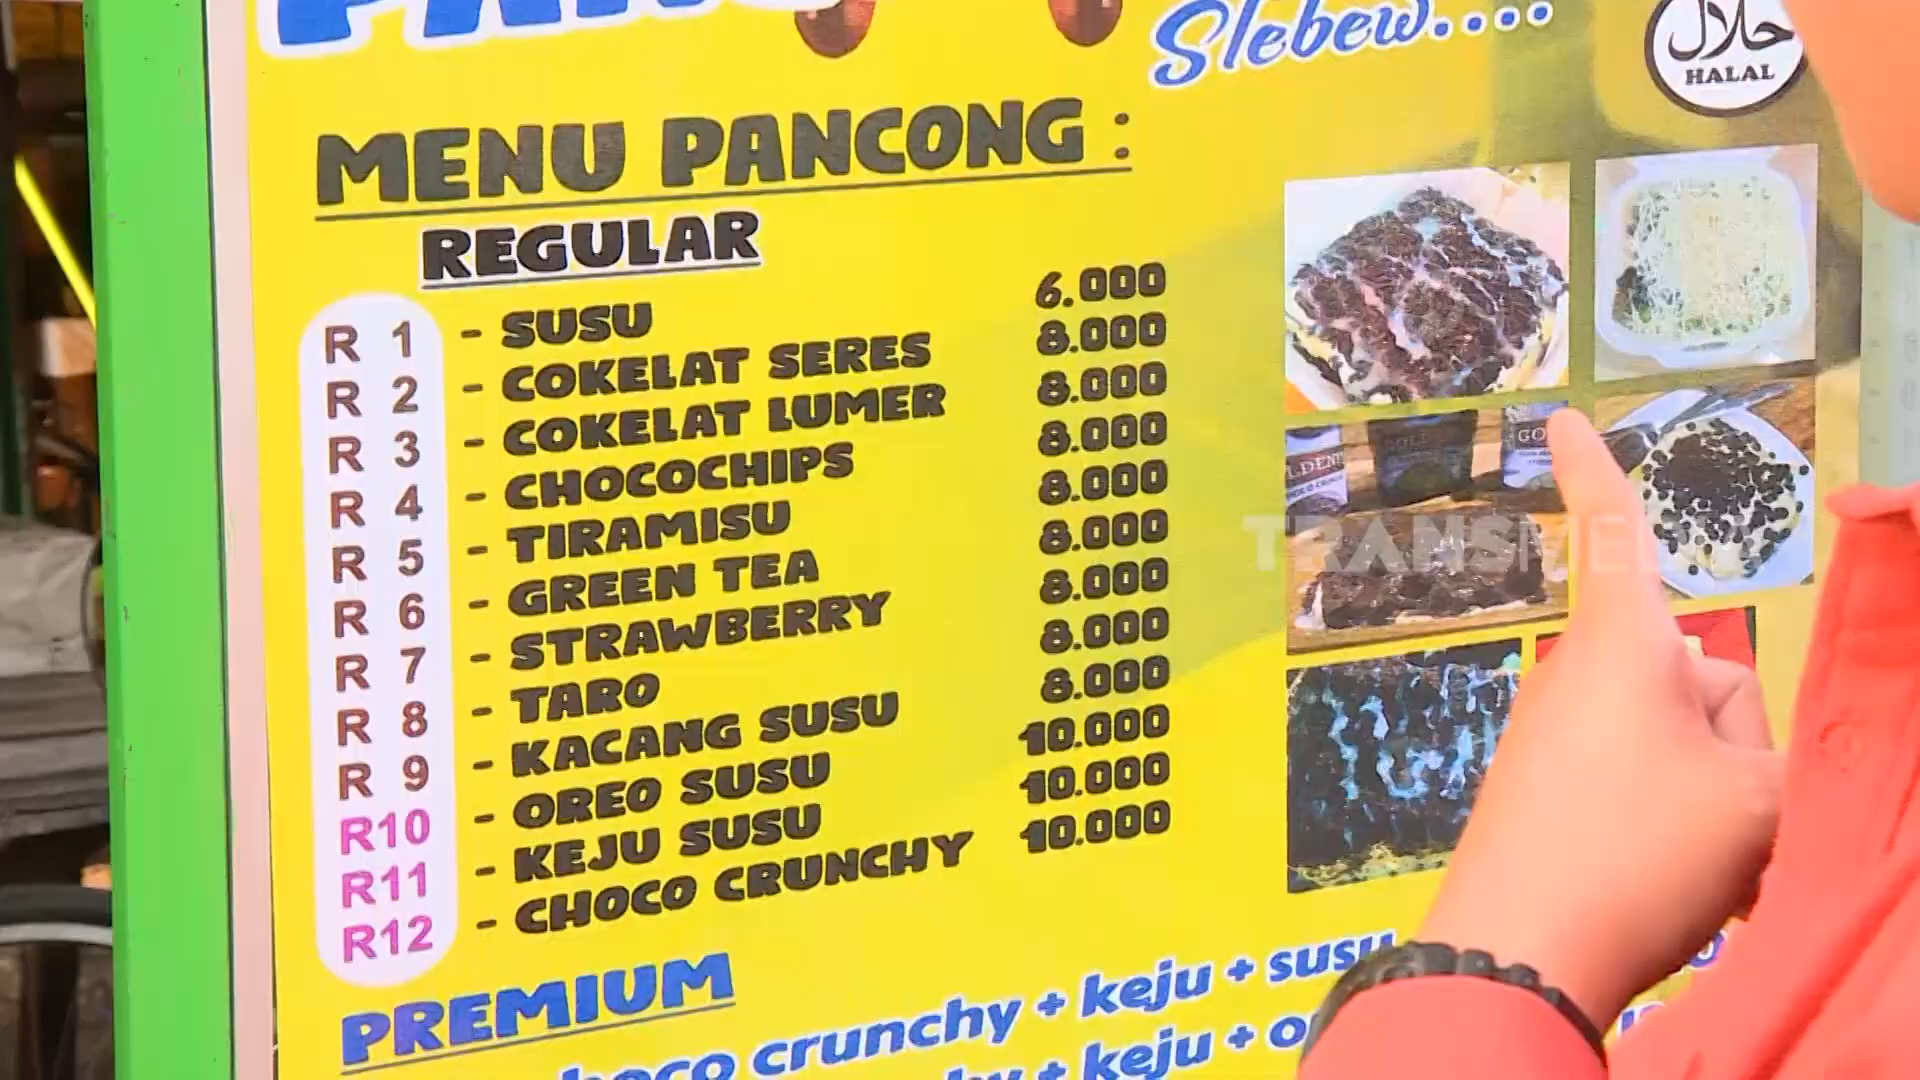 Slebew....
حلال
HALAL
MENU PANCONG :
REGULAR
R 1 - SUSU 6.000
R 2 - COKELAT SERES 8.000
R 3 - COKELAT LUMER 8.000
R 4 - CHOCOCHIPS 8.000
R 5 - TIRAMISU 8.000
R 6 - GREEN TEA 8.000
R 7 - STRAWBERRY 8.000
R 8 - TARO 8.000
R 9 - KACANG SUSU 8.000
R10 - OREO SUSU 10.000
R11 - KEJU SUSU 10.000
R12 - CHOCO CRUNCHY 10.000
PREMIUM
crunchy + keju + susu
+ keju +